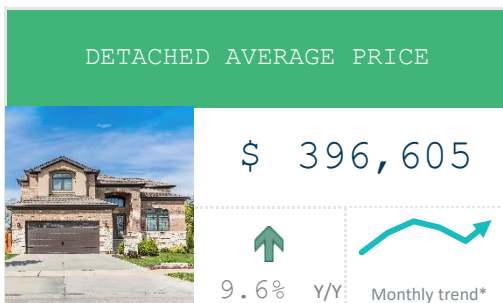 DETACHED AVERAGE PRICE
$ 396,605
9.6% Y/Y
Monthly trend*